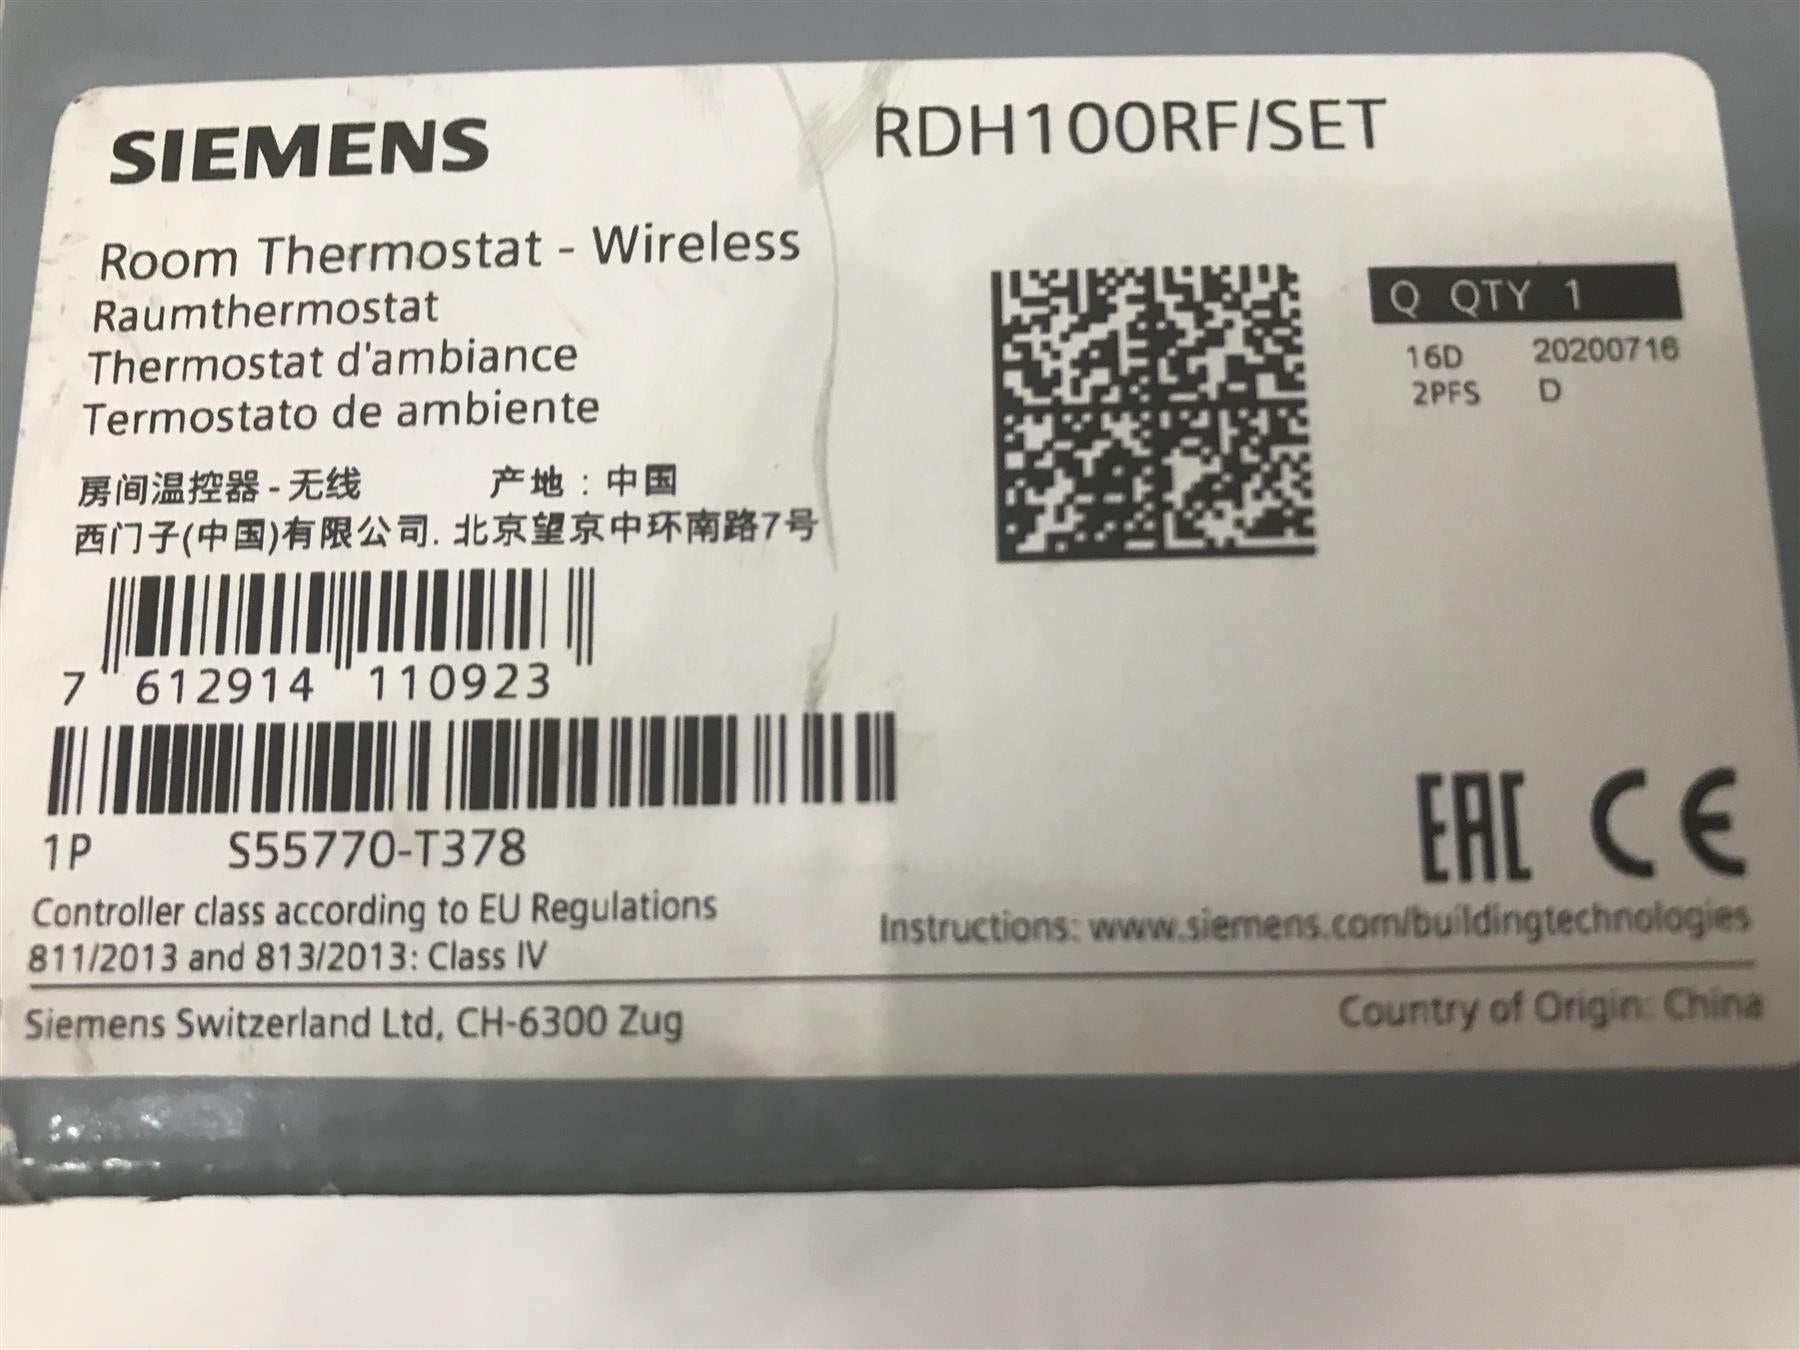 SIEMENS
RDH100RF/SET
Room Thermostat - Wireless
Raumthermostat
Thermostat d'ambiance
Termostato de ambiente
房间温控器 - 无线 产地：中国
西门子(中国)有限公司. 北京望京中环南路7号
Q QTY 1
16D 20200716
2PFS D
7 612914 110923
1P S55770-T378
EAC CE
Controller class according to EU Regulations
811/2013 and 813/2013: Class IV
Instructions: www.siemens.com/buildingtechnologies
Siemens Switzerland Ltd, CH-6300 Zug
Country of Origin: China